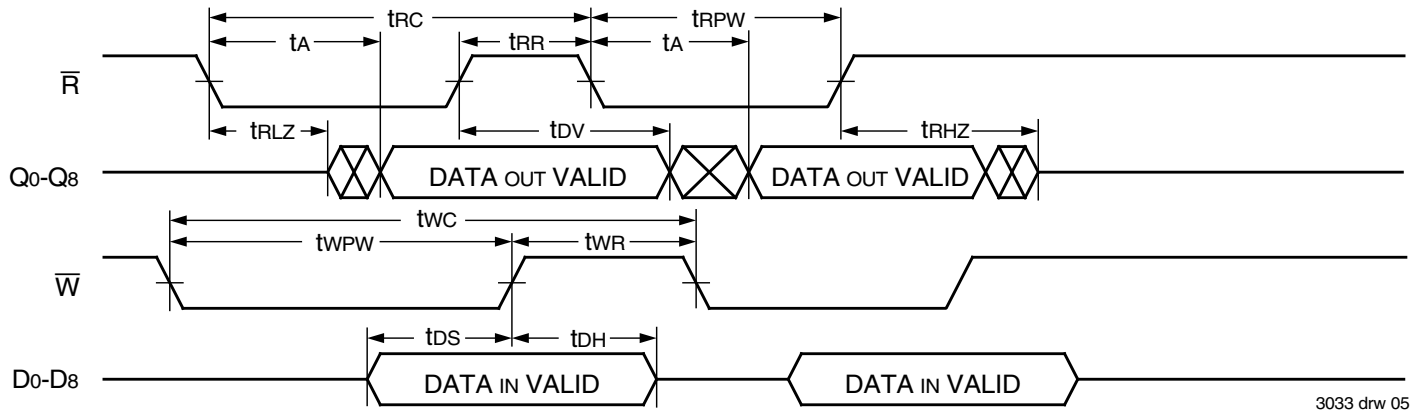 tRC tRPW
tA tRR tA
R̅
tRLZ tDV tRHZ
Q0-Q8 DATA OUT VALID DATA OUT VALID
tWC
tWPW tWR
W̅
tDS tDH
D0-D8 DATA IN VALID DATA IN VALID
3033 drw 05